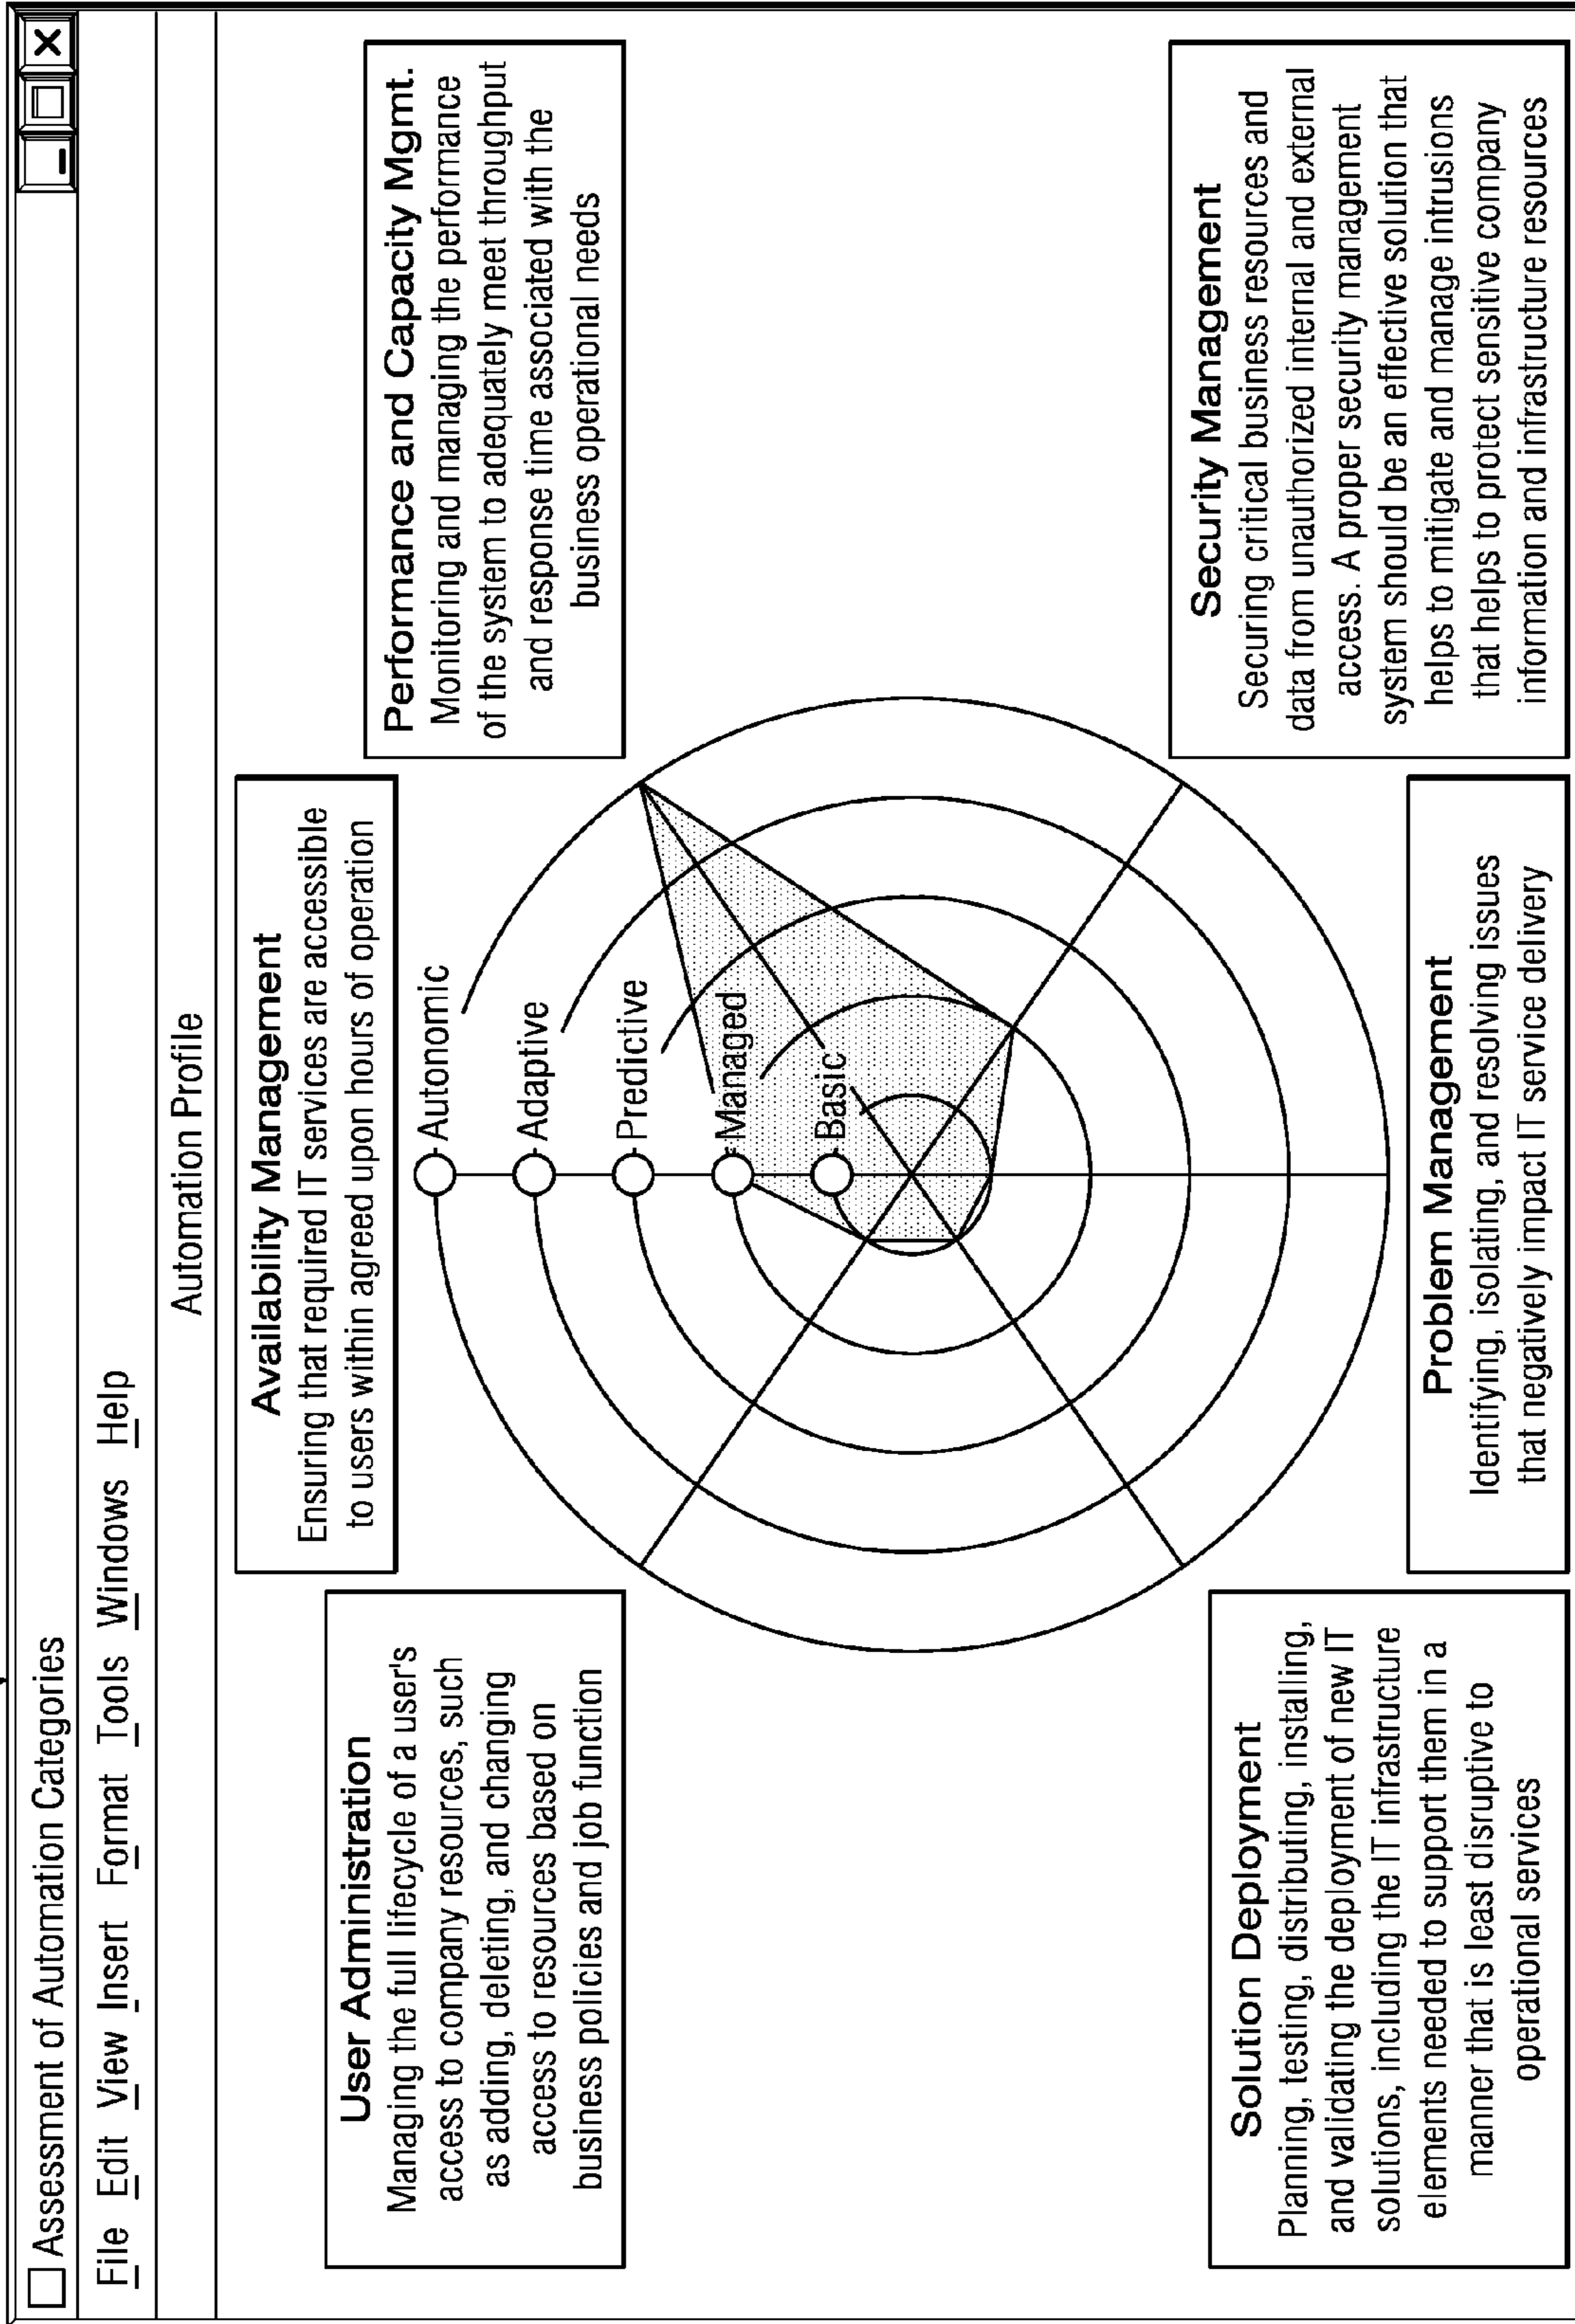 Assessment of Automation Categories
File Edit View Insert Format Tools Windows Help
Automation Profile
Availability Management
Ensuring that required IT services are accessible
to users within agreed upon hours of operation
User Administration
Managing the full lifecycle of a user's
access to company resources, such
as adding, deleting, and changing
access to resources based on
business policies and job function
Performance and Capacity Mgmt.
Monitoring and managing the performance
of the system to adequately meet throughput
and response time associated with the
business operational needs
Autonomic
Adaptive
Predictive
Managed
Basic
Solution Deployment
Planning, testing, distributing, installing,
and validating the deployment of new IT
solutions, including the IT infrastructure
elements needed to support them in a
manner that is least disruptive to
operational services
Problem Management
Identifying, isolating, and resolving issues
that negatively impact IT service delivery
Security Management
Securing critical business resources and
data from unauthorized internal and external
access. A proper security management
system should be an effective solution that
helps to mitigate and manage intrusions
that helps to protect sensitive company
information and infrastructure resources